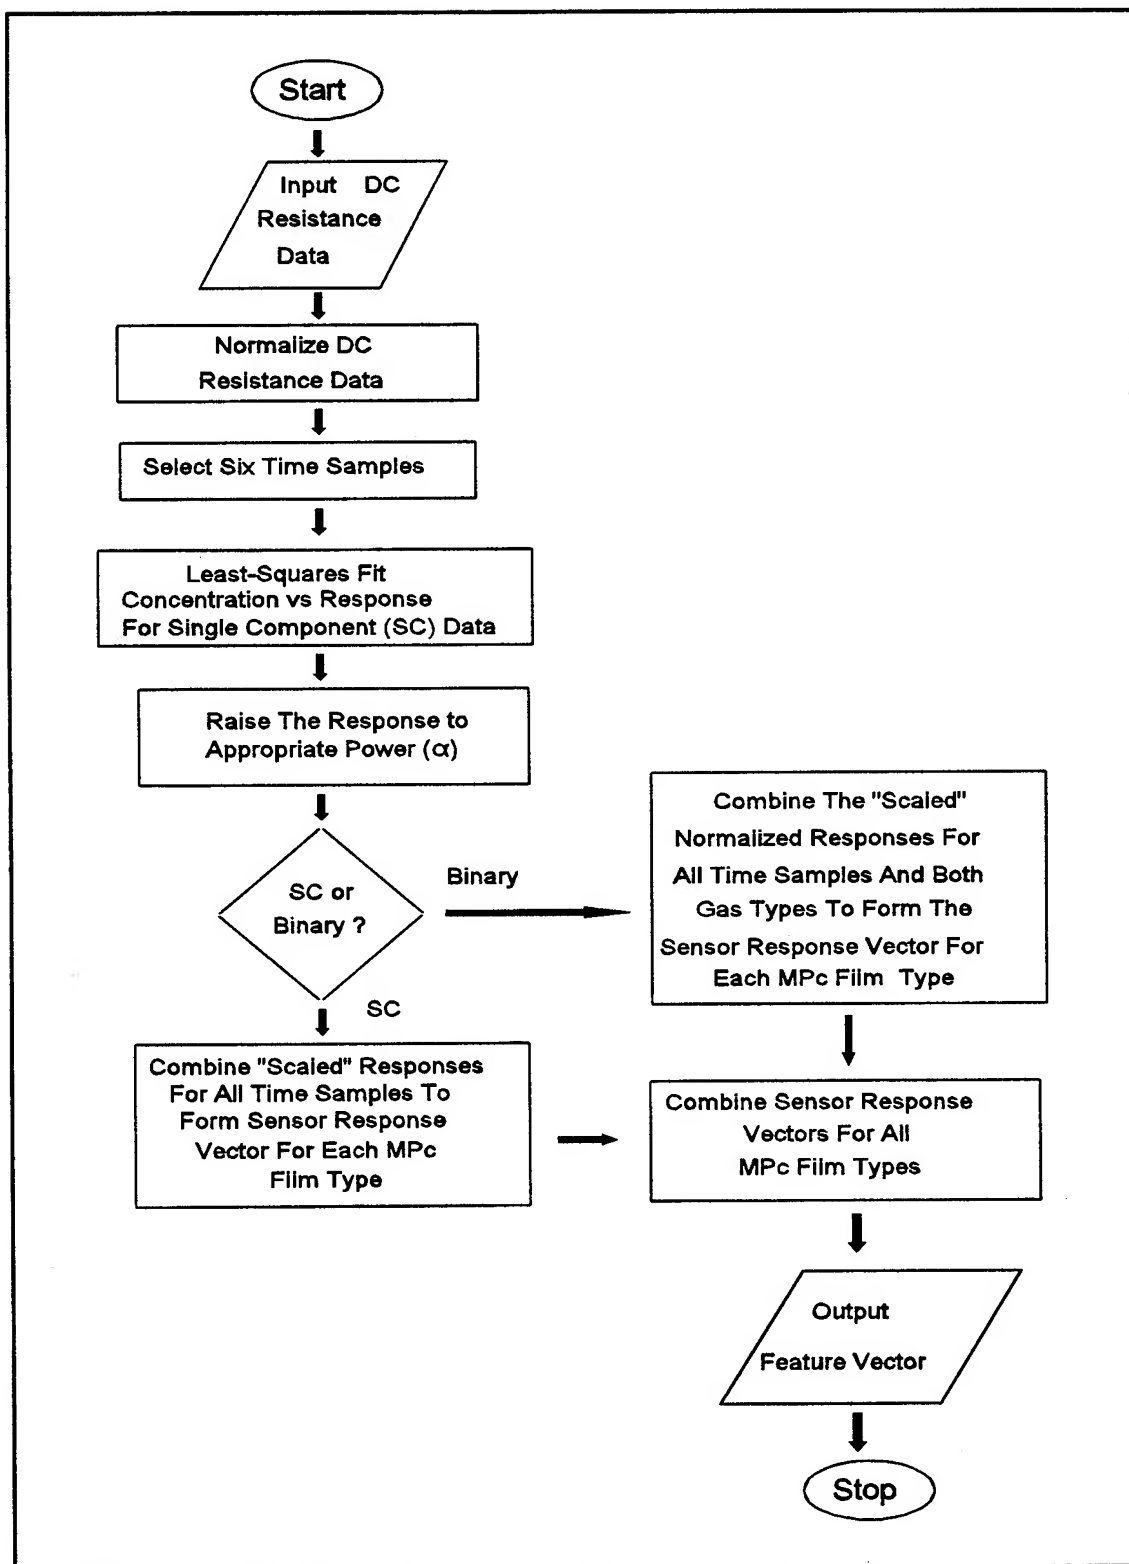 Start
Input DC
Resistance
Data
Normalize DC
Resistance Data
Select Six Time Samples
Least-Squares Fit
Concentration vs Response
For Single Component (SC) Data
Raise The Response to
Appropriate Power (α)
SC or
Binary ?
Binary
SC
Combine The "Scaled"
Normalized Responses For
All Time Samples And Both
Gas Types To Form The
Sensor Response Vector For
Each MPc Film Type
Combine "Scaled" Responses
For All Time Samples To
Form Sensor Response
Vector For Each MPc
Film Type
Combine Sensor Response
Vectors For All
MPc Film Types
Output
Feature Vector
Stop